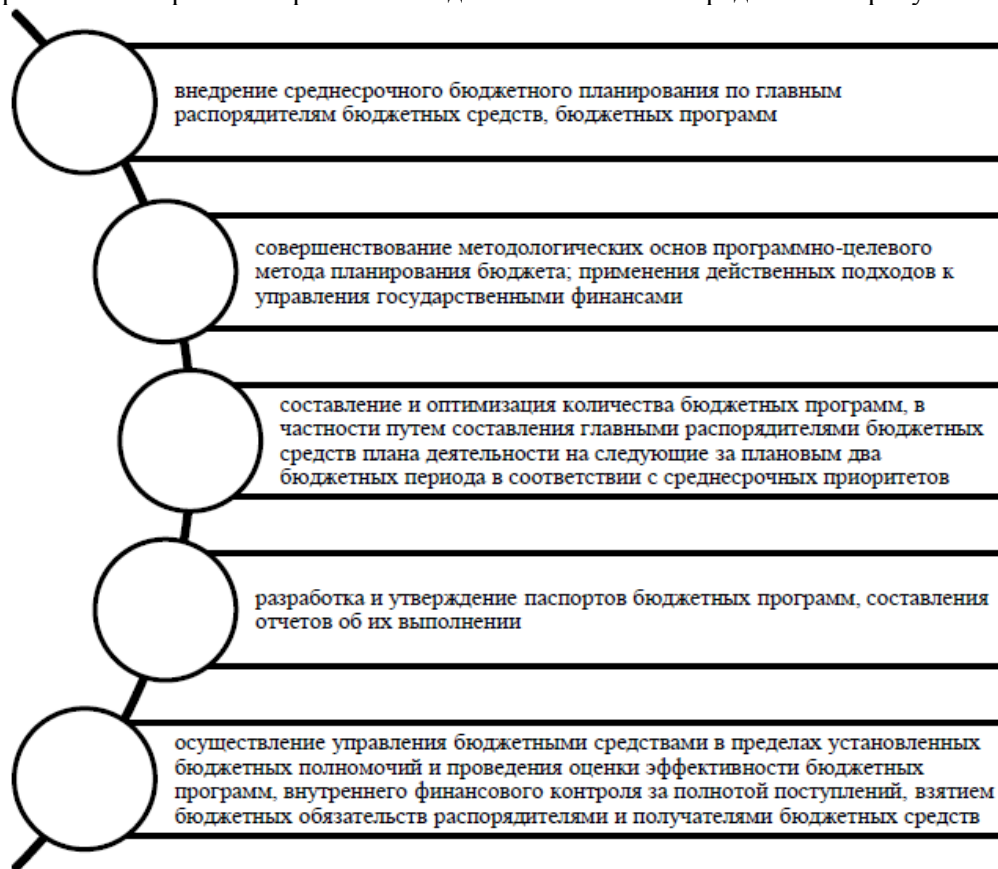 внедрение среднесрочного бюджетного планирования по главным
распорядителям бюджетных средств, бюджетных программ
совершенствование методологических основ программно-целевого
метода планирования бюджета; применения действенных подходов к
управления государственными финансами
составление и оптимизация количества бюджетных программ, в
частности путем составления главными распорядителями бюджетных
средств плана деятельности на следующие за плановым два
бюджетных периода в соответствии с среднесрочных приоритетов
разработка и утверждение паспортов бюджетных программ, составления
отчетов об их выполнении
осуществление управления бюджетными средствами в пределах установленных
бюджетных полномочий и проведения оценки эффективности бюджетных
программ, внутреннего финансового контроля за полнотой поступлений, взятием
бюджетных обязательств распорядителями и получателями бюджетных средств